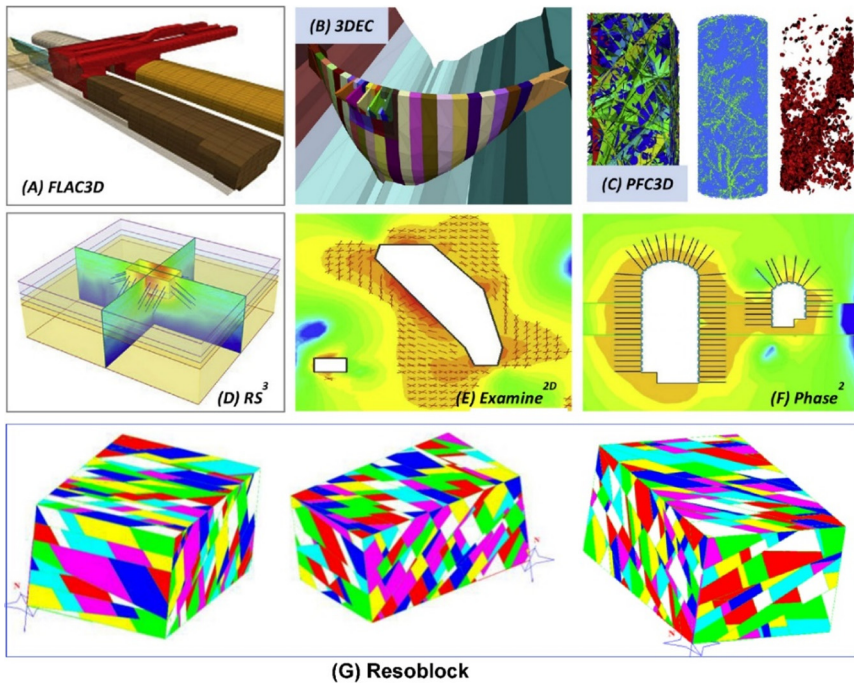 (A) FLAC3D
(B) 3DEC
(C) PFC3D
(D) RS³
(E) Examine²ᴰ
(F) Phase²
N
N
N
(G) Resoblock